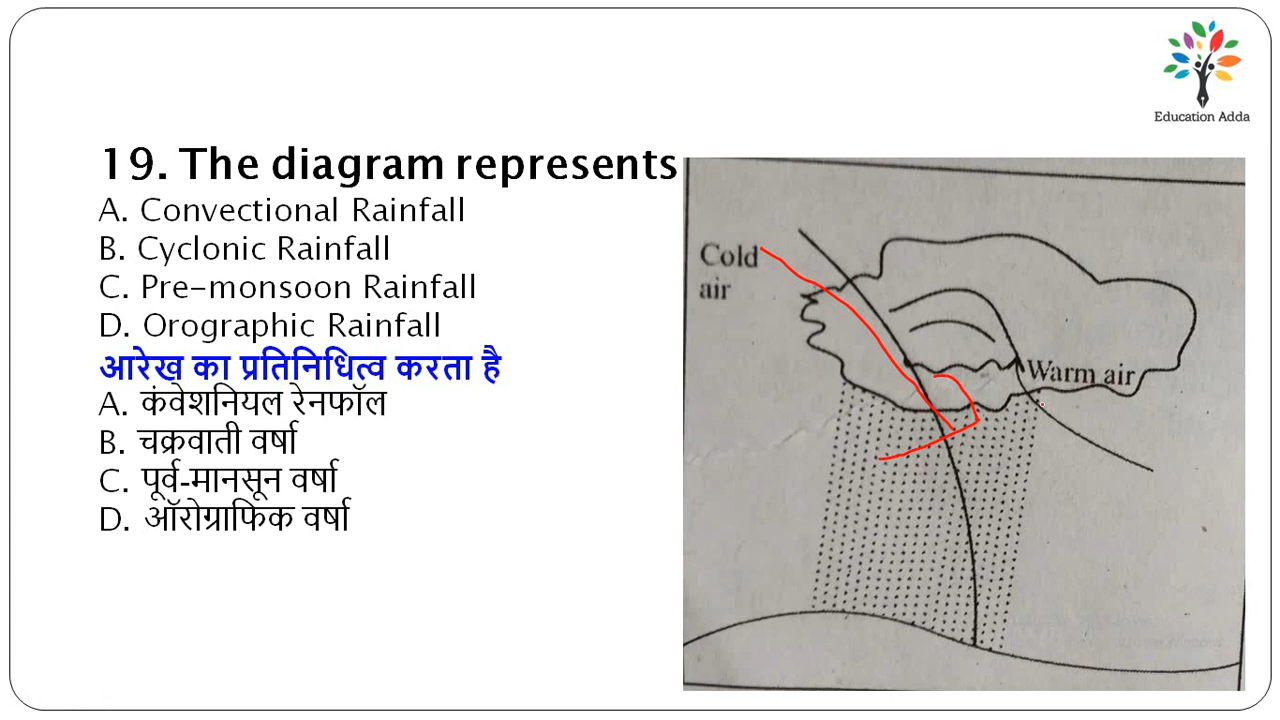 Education Adda
19. The diagram represents
A. Convectional Rainfall
B. Cyclonic Rainfall
C. Pre-monsoon Rainfall
D. Orographic Rainfall
आरेख का प्रतिनिधित्व करता है
A. कंवेशनियल रेनफॉल
B. चक्रवाती वर्षा
C. पूर्व-मानसून वर्षा
D. ऑरोग्राफिक वर्षा
Cold
air
Warm air